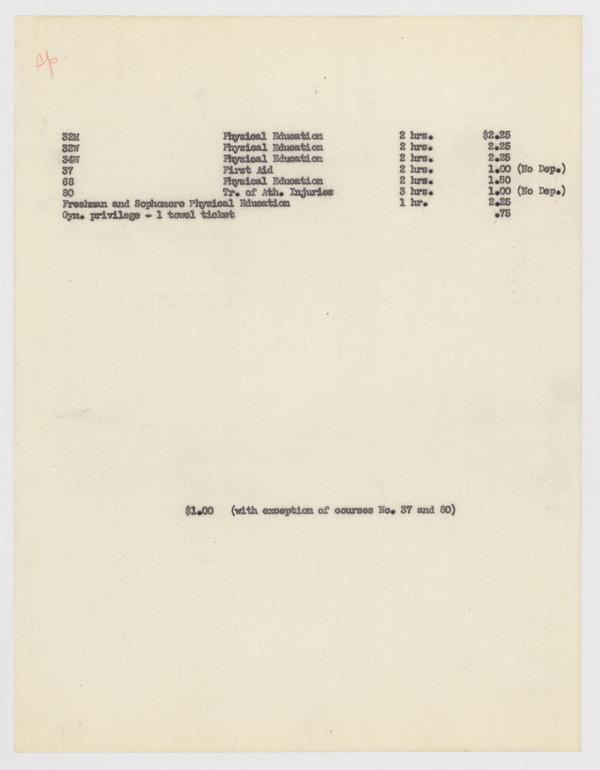 32M Physical Education 2 hrs. $2.25
32W Physical Education 2 hrs. 2.25
34W Physical Education 2 hrs. 2.25
37 First Aid 2 hrs. 1.00 (No Dep.)
68 Physical Education 2 hrs. 1.50
80 Tr. of Ath. Injuries 3 hrs. 1.00 (No Dep.)
Freshman and Sophomore Physical Education 1 hr. 2.25
Gym. privilege - 1 towel ticket .75
$1.00 (with exception of courses No. 37 and 80)